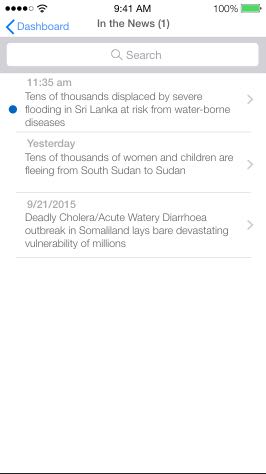 9:41 AM
100%
Dashboard
In the News (1)
Search
11:35 am
Tens of thousands displaced by severe
flooding in Sri Lanka at risk from water-borne
diseases
Yesterday
Tens of thousands of women and children are
fleeing from South Sudan to Sudan
9/21/2015
Deadly Cholera/Acute Watery Diarrhoea
outbreak in Somaliland lays bare devastating
vulnerability of millions